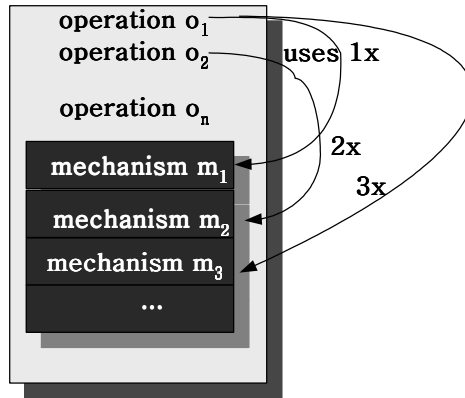 operation o1
operation o2
uses 1x
operation on
2x
mechanism m1
3x
mechanism m2
mechanism m3
...